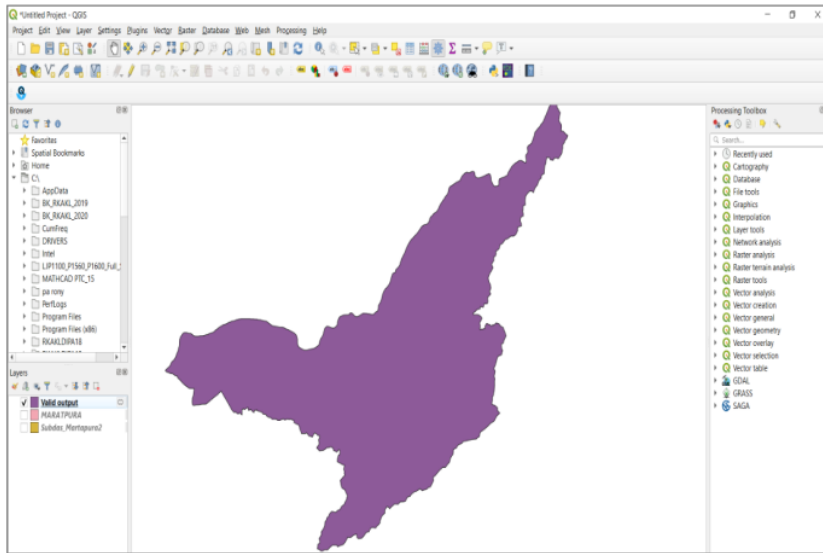 *Untitled Project - QGIS
Project Edit View Layer Settings Plugins Vector Raster Database Web Mesh Processing Help
Browser
Favorites
Spatial Bookmarks
Home
C:\
AppData
BK_RKAKL_2019
BK_RKAKL_2020
CumFreq
DRIVERS
Intel
LJP1100_P1560_P1600_Full_
MATHCAD PTC_15
pa rony
PerfLogs
Program Files
Program Files (x86)
RKAKLDIPA18
Layers
Valid output
MARATPURA
Subdas_Martapura2
Processing Toolbox
Search...
Recently used
Cartography
Database
File tools
Graphics
Interpolation
Layer tools
Network analysis
Raster analysis
Raster terrain analysis
Raster tools
Vector analysis
Vector creation
Vector general
Vector geometry
Vector overlay
Vector selection
Vector table
GDAL
GRASS
SAGA